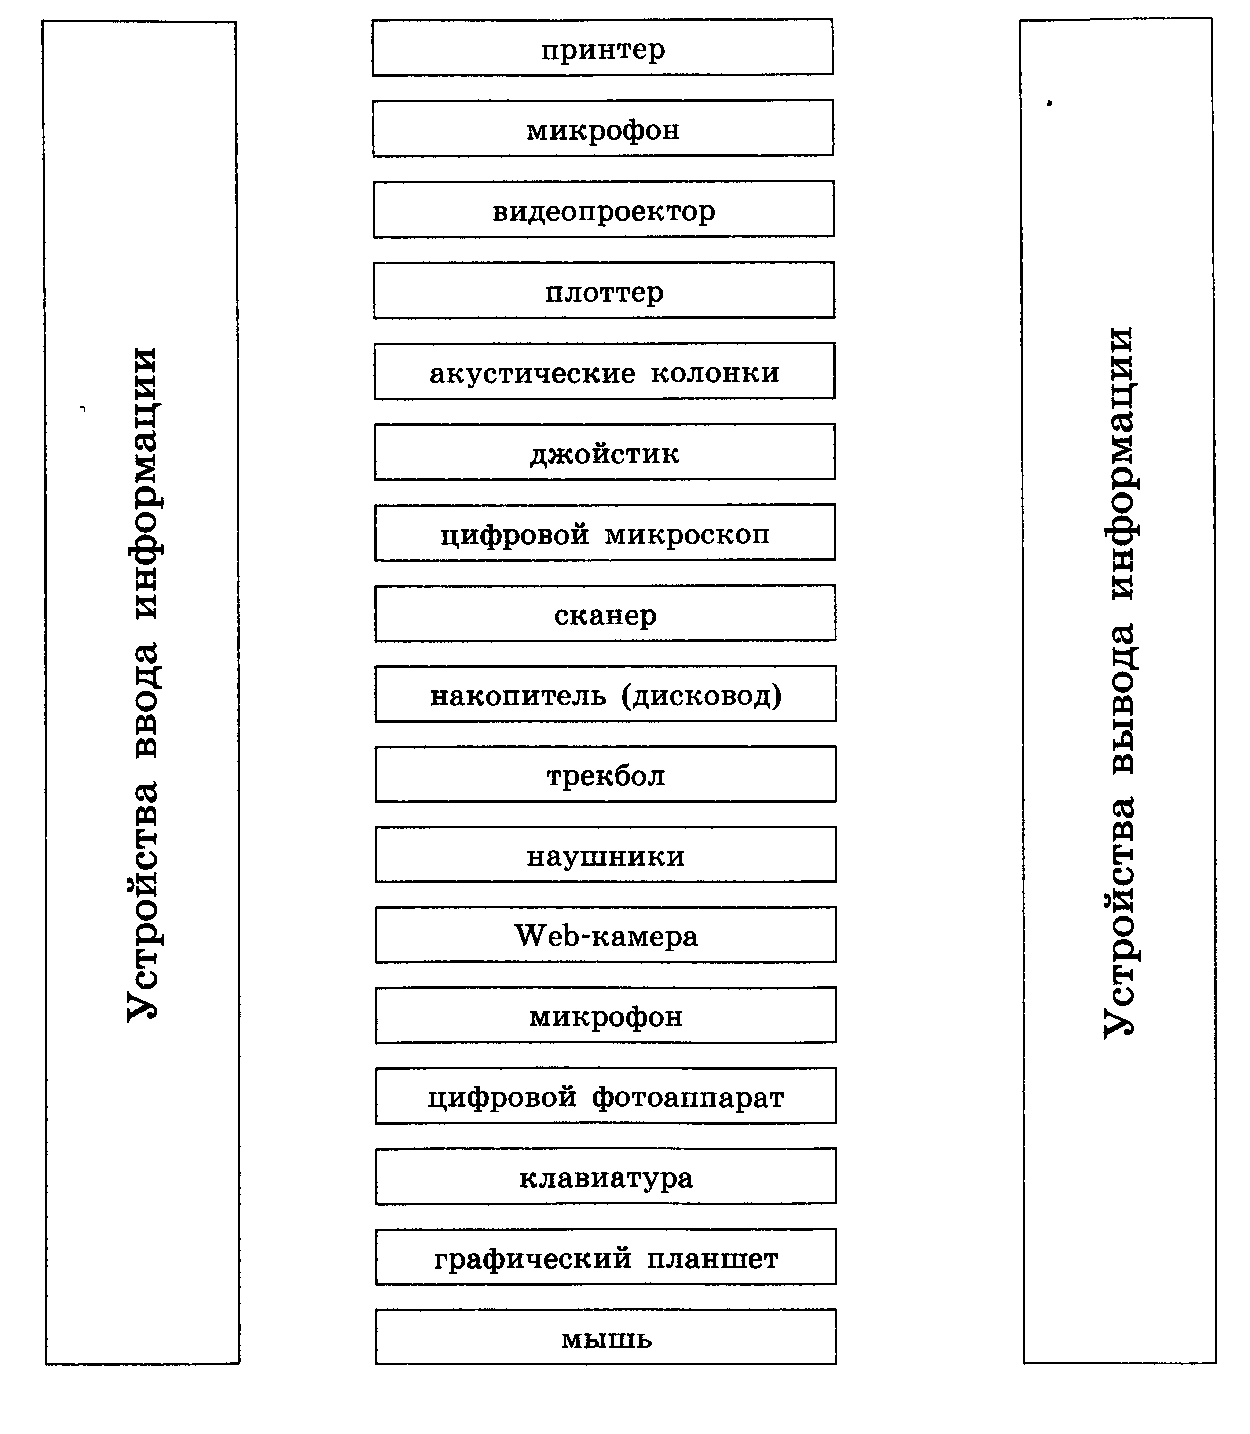 Устройства ввода информации
принтер
микрофон
видеопроектор
плоттер
акустические колонки
джойстик
цифровой микроскоп
сканер
накопитель (дисковод)
трекбол
наушники
Web-камера
микрофон
цифровой фотоаппарат
клавиатура
графический планшет
мышь
Устройства вывода информации